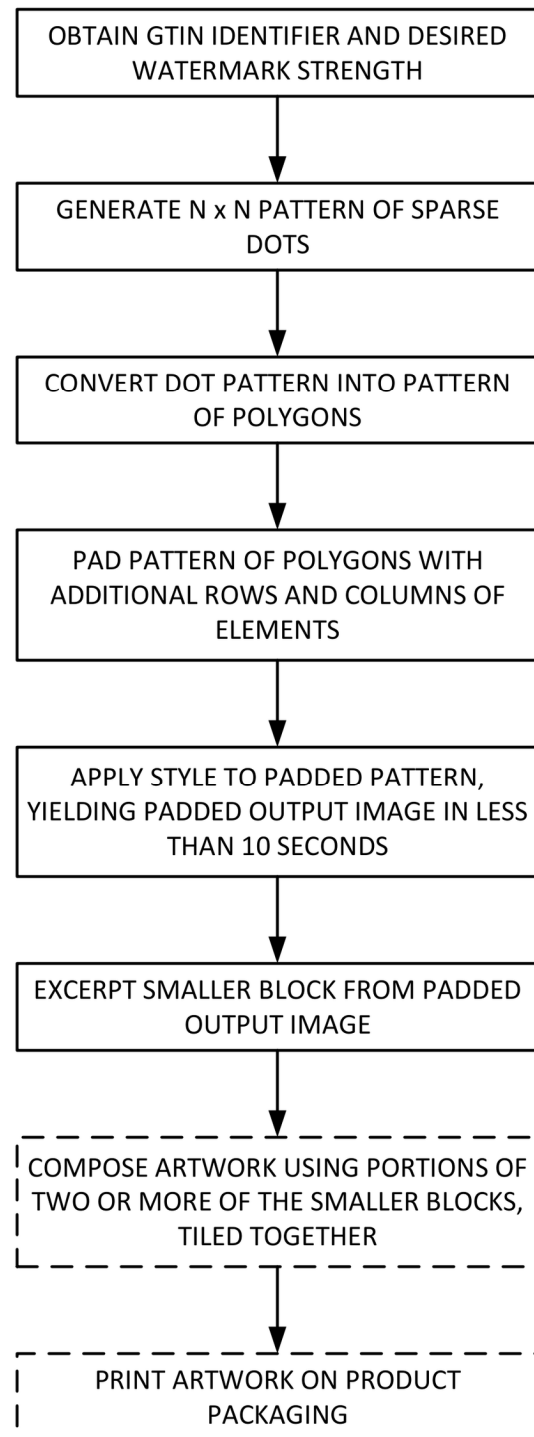 OBTAIN GTIN IDENTIFIER AND DESIRED
WATERMARK STRENGTH
GENERATE N x N PATTERN OF SPARSE
DOTS
CONVERT DOT PATTERN INTO PATTERN
OF POLYGONS
PAD PATTERN OF POLYGONS WITH
ADDITIONAL ROWS AND COLUMNS OF
ELEMENTS
APPLY STYLE TO PADDED PATTERN,
YIELDING PADDED OUTPUT IMAGE IN LESS
THAN 10 SECONDS
EXCERPT SMALLER BLOCK FROM PADDED
OUTPUT IMAGE
COMPOSE ARTWORK USING PORTIONS OF
TWO OR MORE OF THE SMALLER BLOCKS,
TILED TOGETHER
PRINT ARTWORK ON PRODUCT
PACKAGING